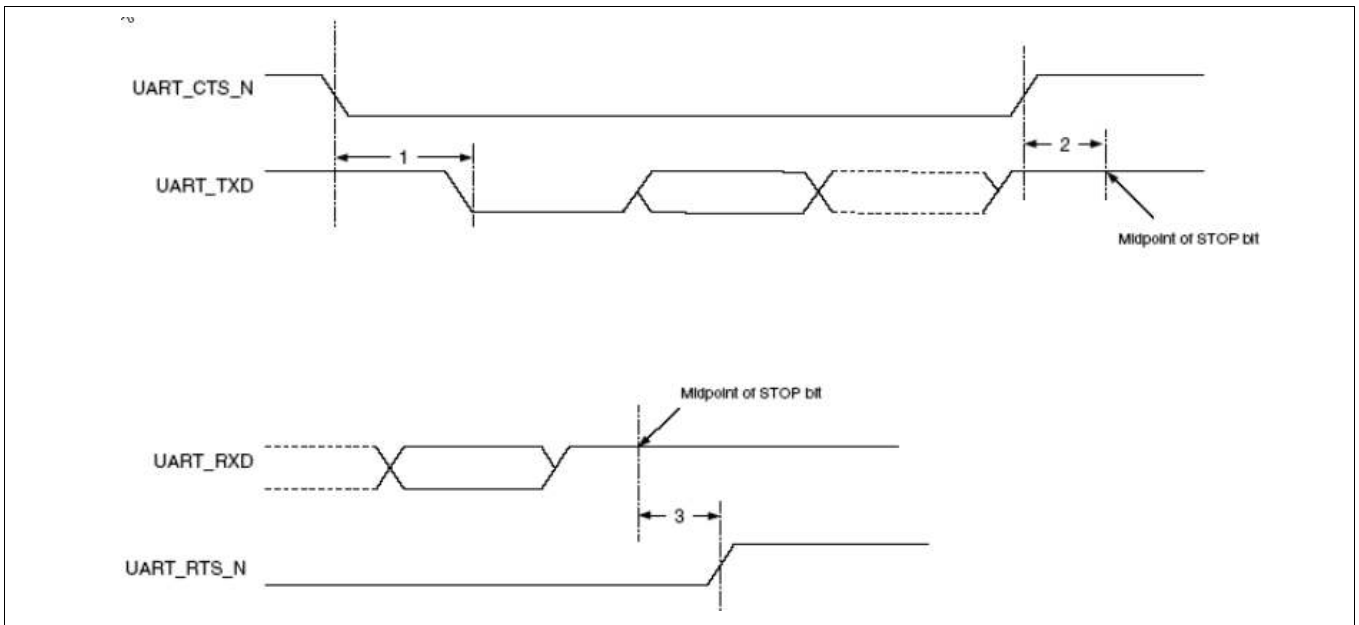 UART_CTS_N
1
2
UART_TXD
Midpoint of STOP bit
Midpoint of STOP bit
UART_RXD
3
UART_RTS_N